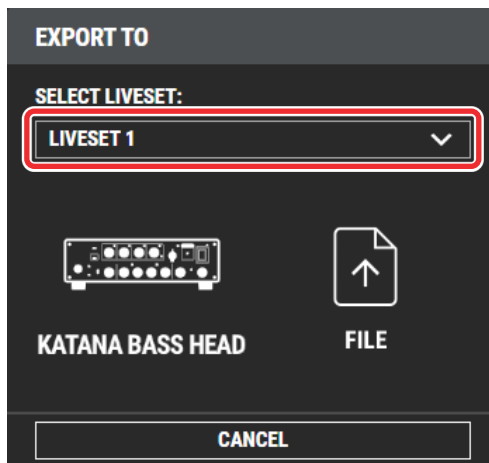 EXPORT TO
SELECT LIVESET:
LIVESET 1
KATANA BASS HEAD
FILE
CANCEL